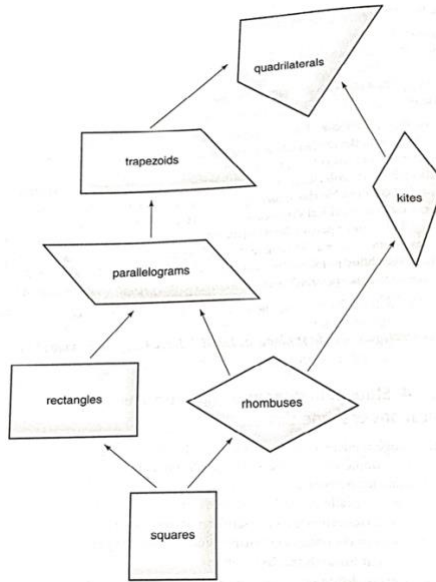 quadrilaterals
trapezoids
kites
parallelograms
rectangles
rhombuses
squares